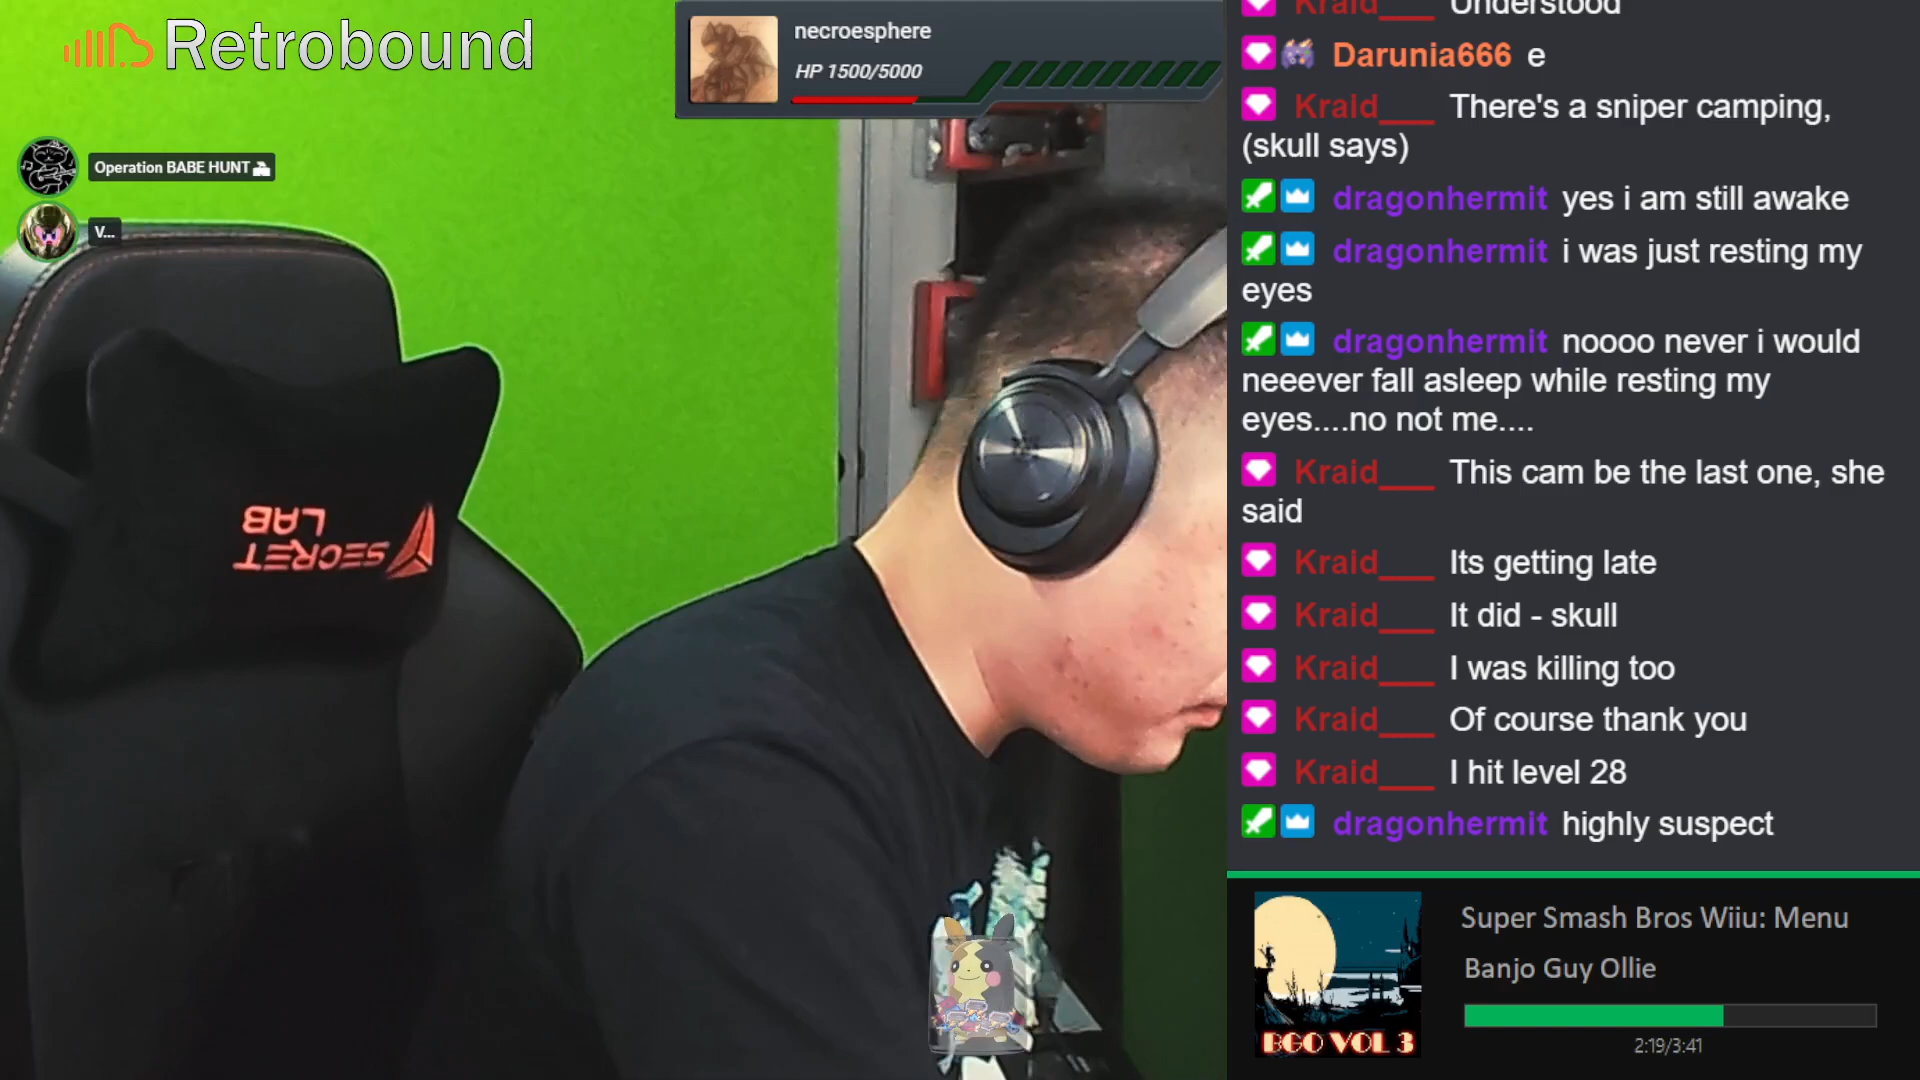 Retrobound
necroesphere
HP 1500/5000
Operation BABE HUNT
V...
SECRET
LAB
Kraid___ Understood
Darunia666 e
Kraid___ There's a sniper camping,
(skull says)
dragonhermit yes i am still awake
dragonhermit i was just resting my
eyes
dragonhermit noooo never i would
neeever fall asleep while resting my
eyes....no not me....
Kraid___ This cam be the last one, she
said
Kraid___ Its getting late
Kraid___ It did - skull
Kraid___ I was killing too
Kraid___ Of course thank you
Kraid___ I hit level 28
dragonhermit highly suspect
BGO VOL 3
Super Smash Bros Wiiu: Menu
Banjo Guy Ollie
2:19/3:41